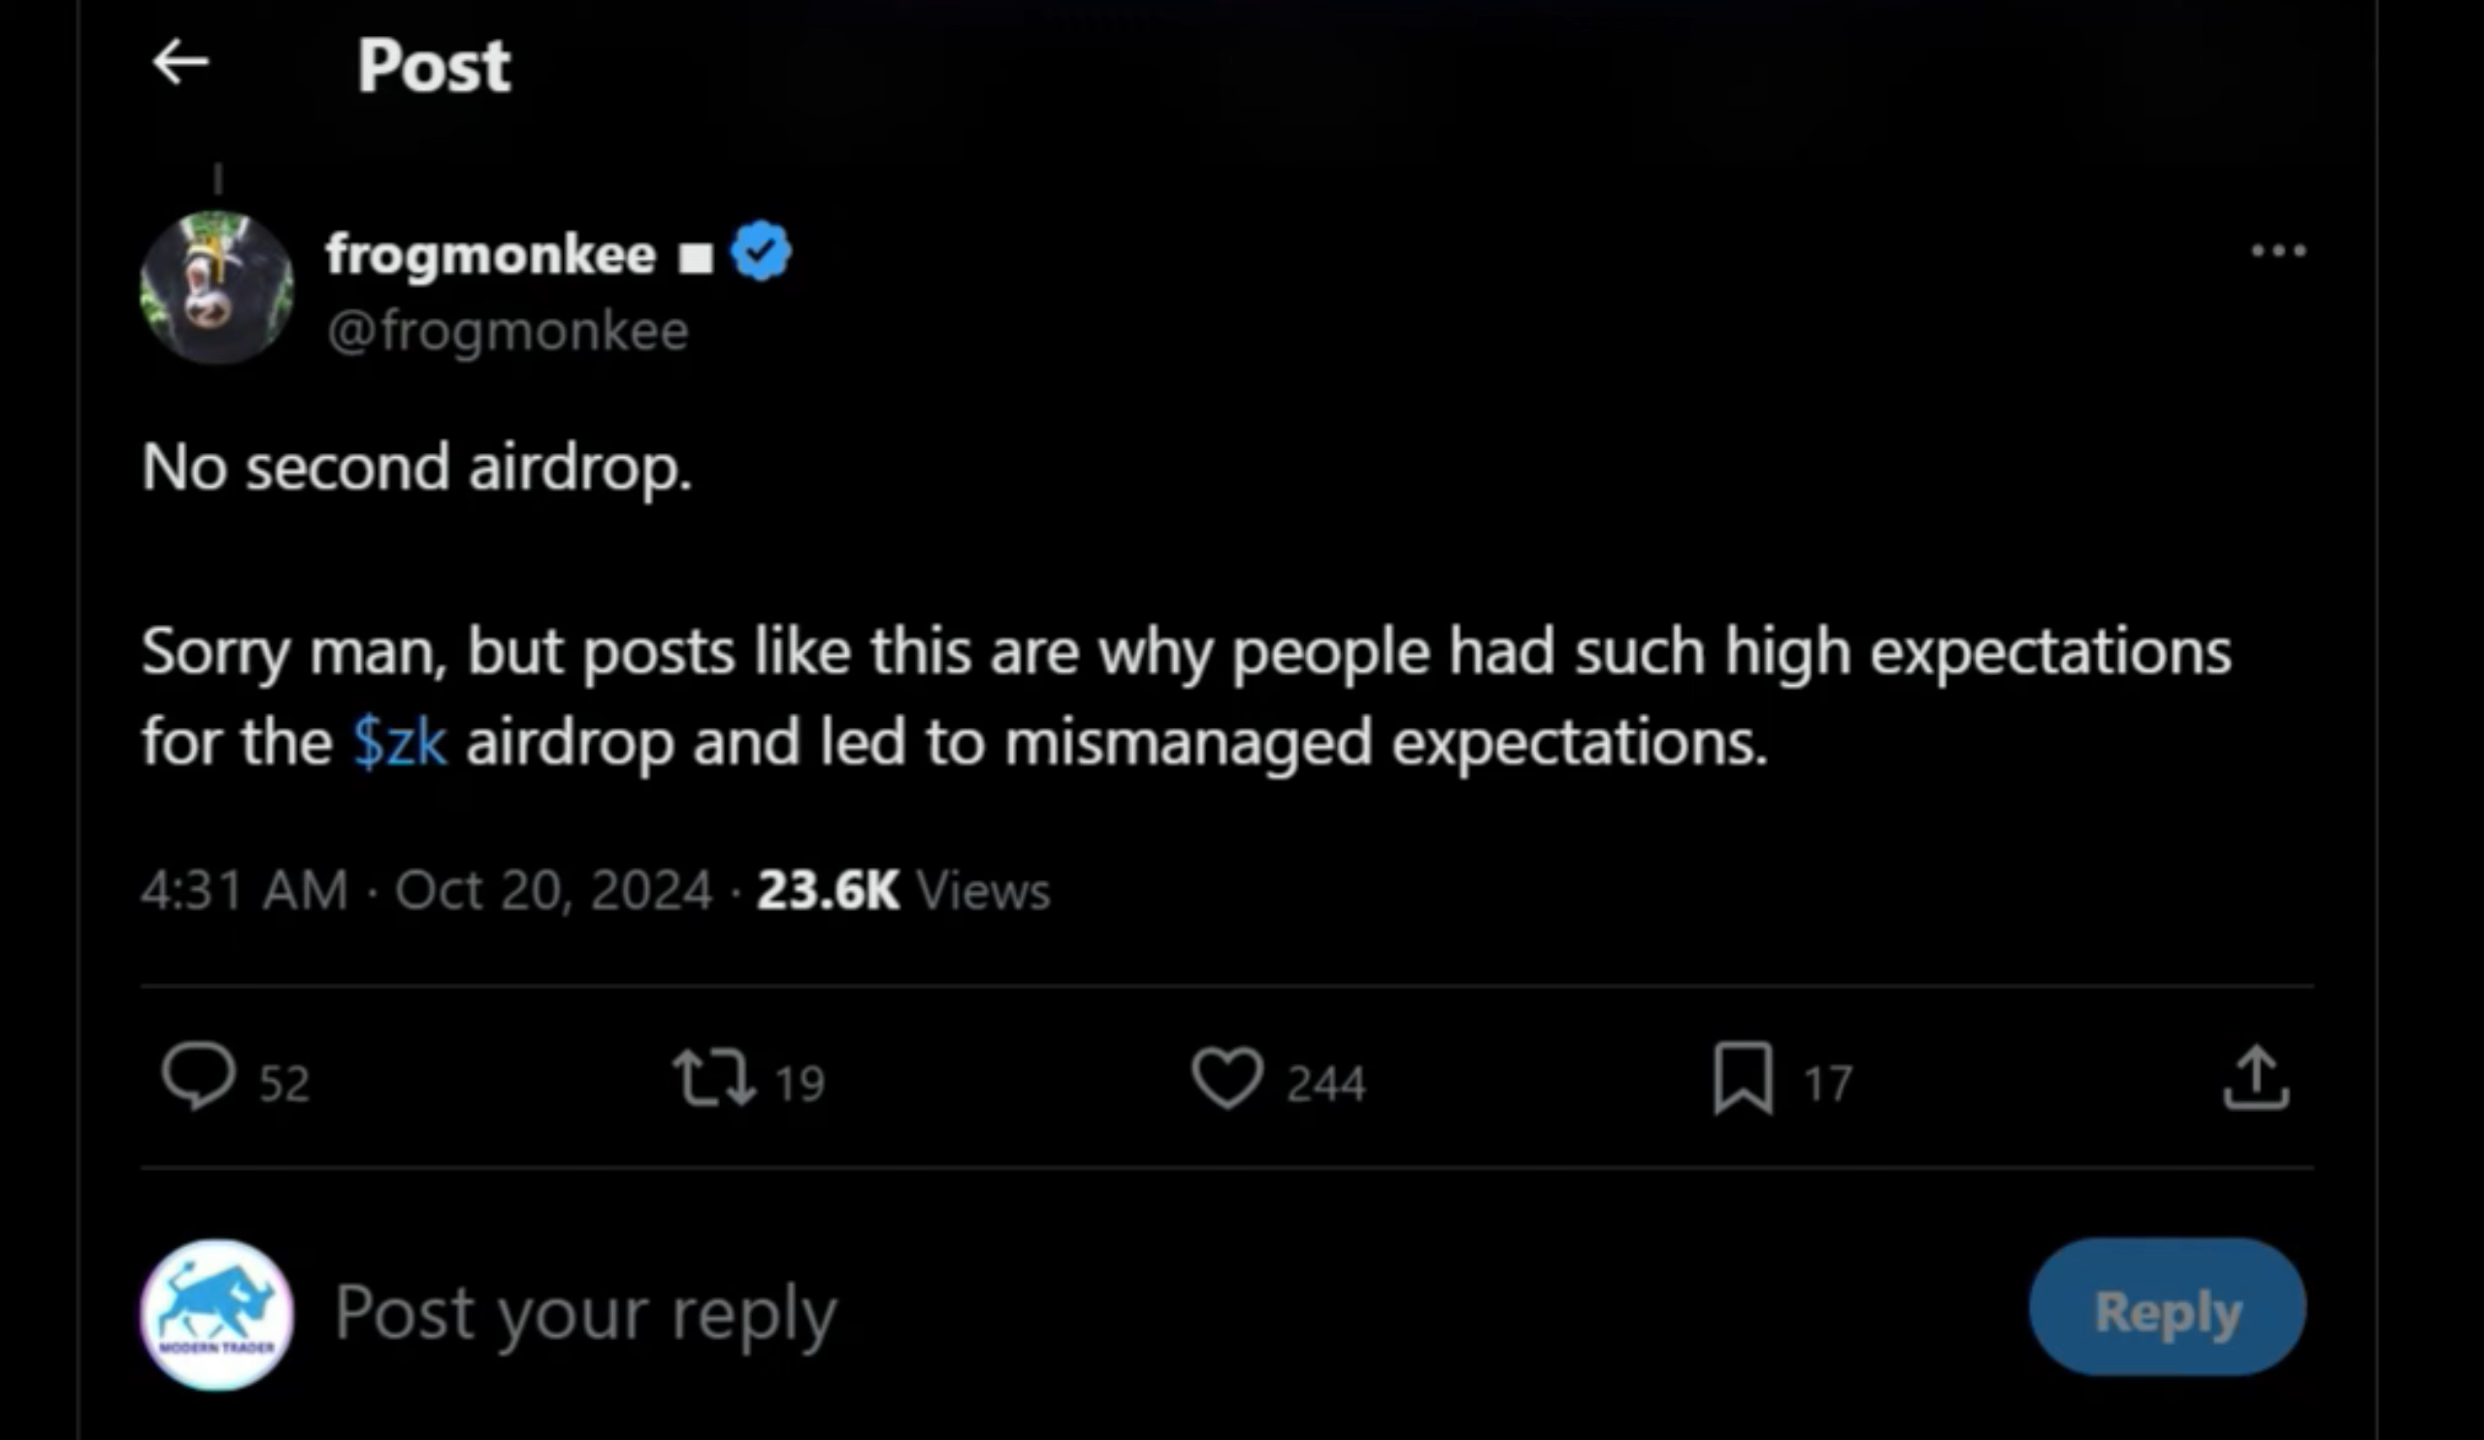 Post
frogmonkee
@frogmonkee
No second airdrop.
Sorry man, but posts like this are why people had such high expectations
for the $zk airdrop and led to mismanaged expectations.
4:31 AM · Oct 20, 2024 · 23.6K Views
52 19 244 17
MODERN TRADER
Post your reply
Reply